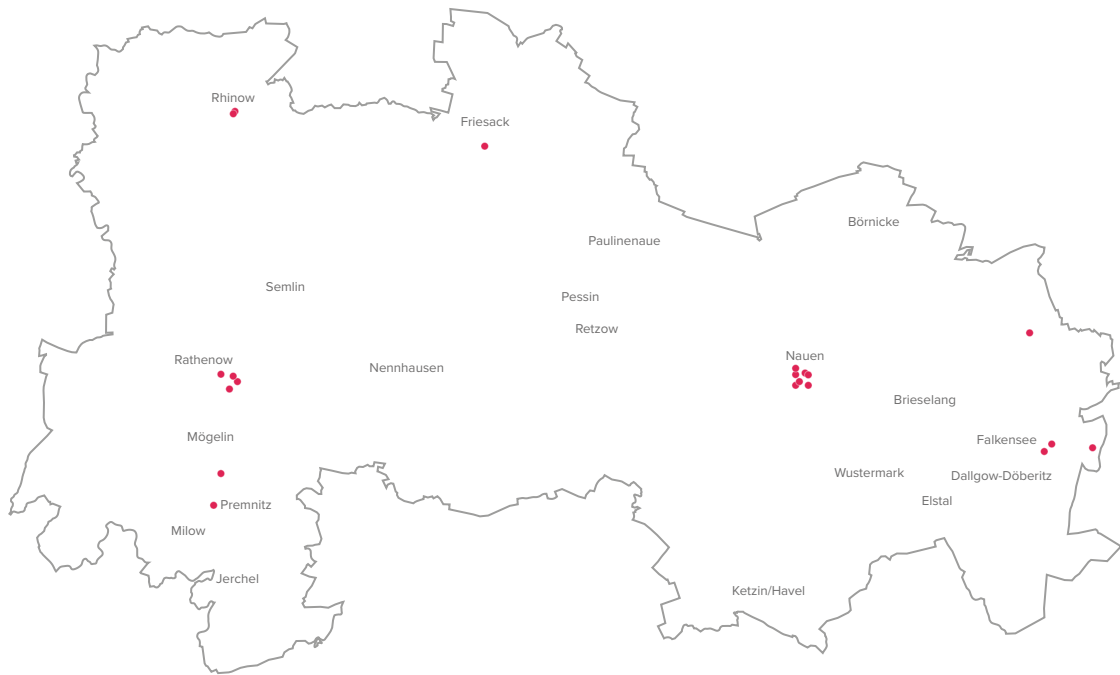 Rhinow
Friesack
Börnicke
Paulinenaue
Semlin
Pessin
Retzow
Nauen
Rathenow
Nennhausen
Brieselang
Mögelin
Falkensee
Wustermark
Dallgow-Döberitz
Elstal
Premnitz
Milow
Jerchel
Ketzin/Havel